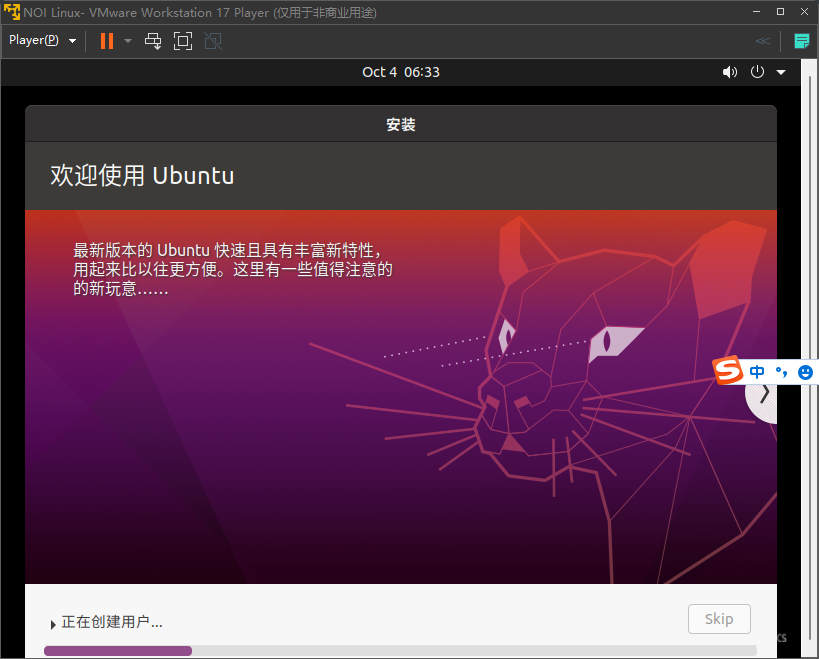 NOI Linux- VMware Workstation 17 Player (仅用于非商业用途)
Player(P)
Oct 4 06:33
安装
欢迎使用 Ubuntu
最新版本的 Ubuntu 快速且具有丰富新特性，
用起来比以往更方便。这里有一些值得注意的
的新玩意……
中
正在创建用户...
Skip
cs